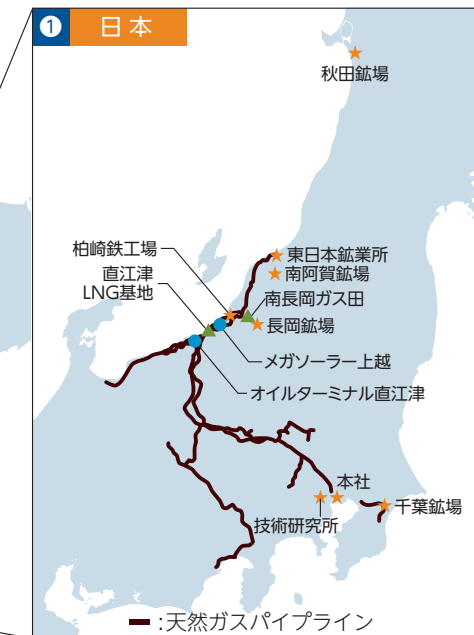 ❶ 日本
秋田鉱場
柏崎鉄工場
東日本鉱業所
南阿賀鉱場
直江津
LNG基地
南長岡ガス田
長岡鉱場
メガソーラー上越
オイルターミナル直江津
本社
千葉鉱場
技術研究所
:天然ガスパイプライン